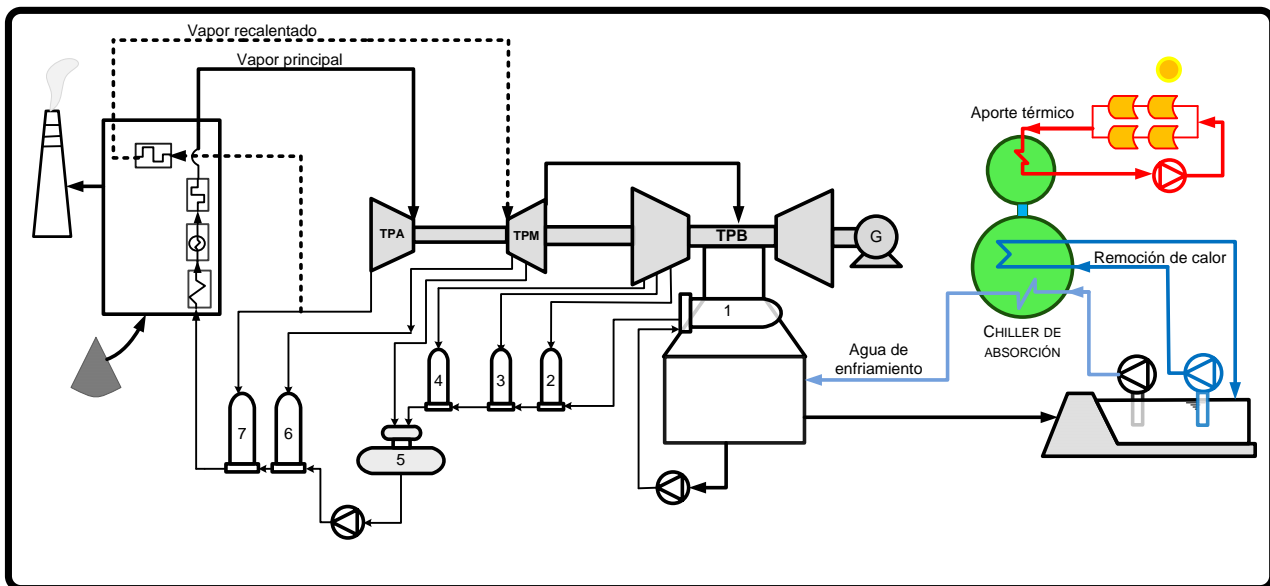 Vapor recalentado
Vapor principal
Aporte térmico
TPA
TPM
TPB
G
Remoción de calor
1
CHILLER DE
ABSORCIÓN
Agua de
enfriamiento
4
3
2
7
6
5